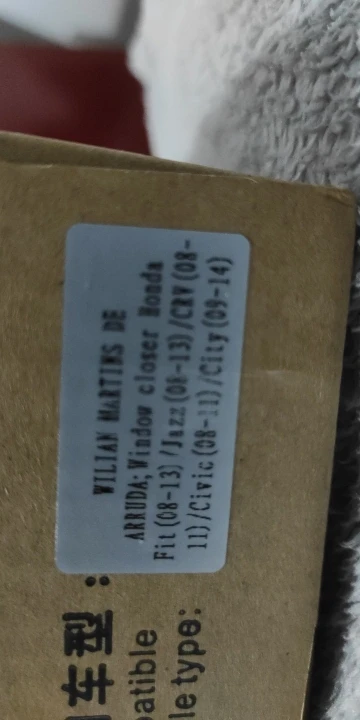 WILIAN MARTINS DE
ARRUDA;Window closer Honda
Fit(08-13)/Jazz(08-13)/CRV(08-
11)/Civic(08-11)/City(09-14)
车型：
patible
le type: